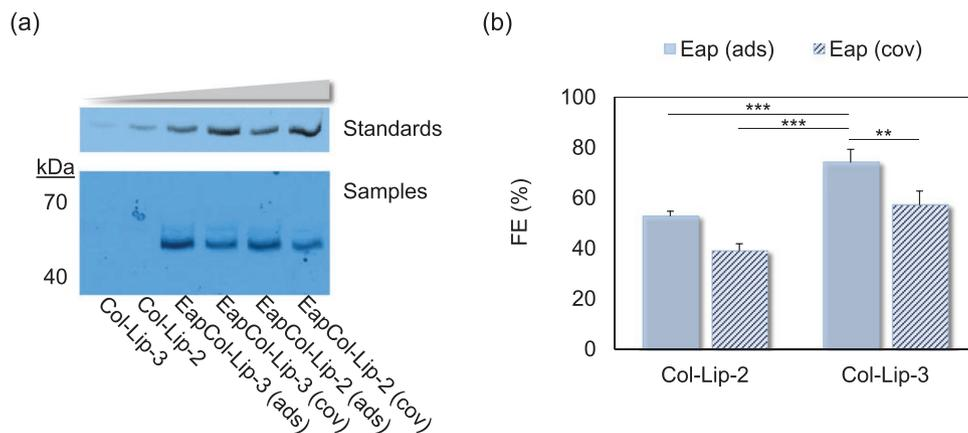 (a)
Standards
kDa
Samples
70
40
Col-Lip-3
Col-Lip-2
EapCol-Lip-3 (ads)
EapCol-Lip-3 (cov)
EapCol-Lip-2 (ads)
EapCol-Lip-2 (cov)
(b)
Eap (ads) Eap (cov)
100
80
60
40
20
0
FE (%)
***
***
**
Col-Lip-2 Col-Lip-3